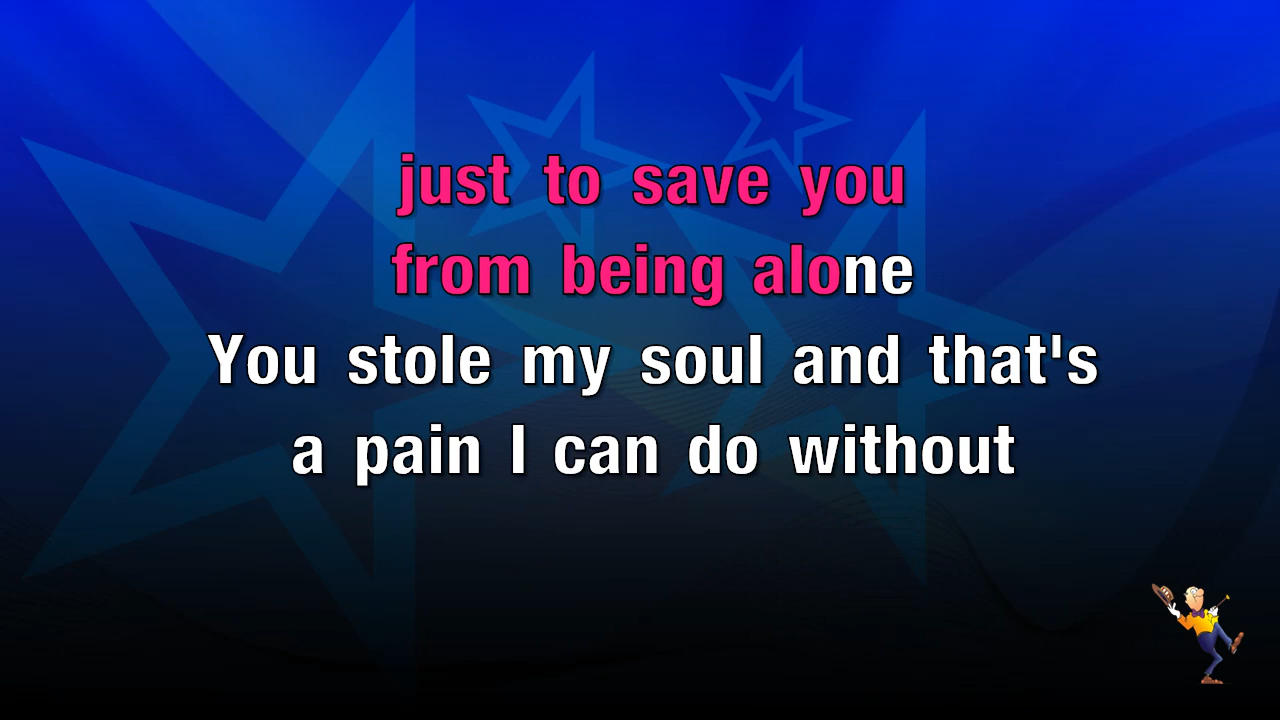 just to save you
from being alone
You stole my soul and that's
a pain I can do without